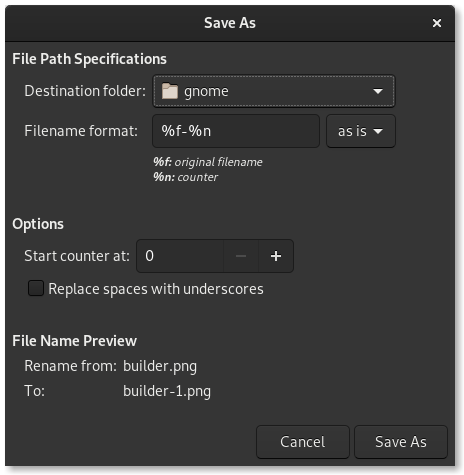 Save As
File Path Specifications
Destination folder: gnome
Filename format: %f-%n as is
%f: original filename
%n: counter
Options
Start counter at: 0
Replace spaces with underscores
File Name Preview
Rename from: builder.png
To: builder-1.png
Cancel Save As